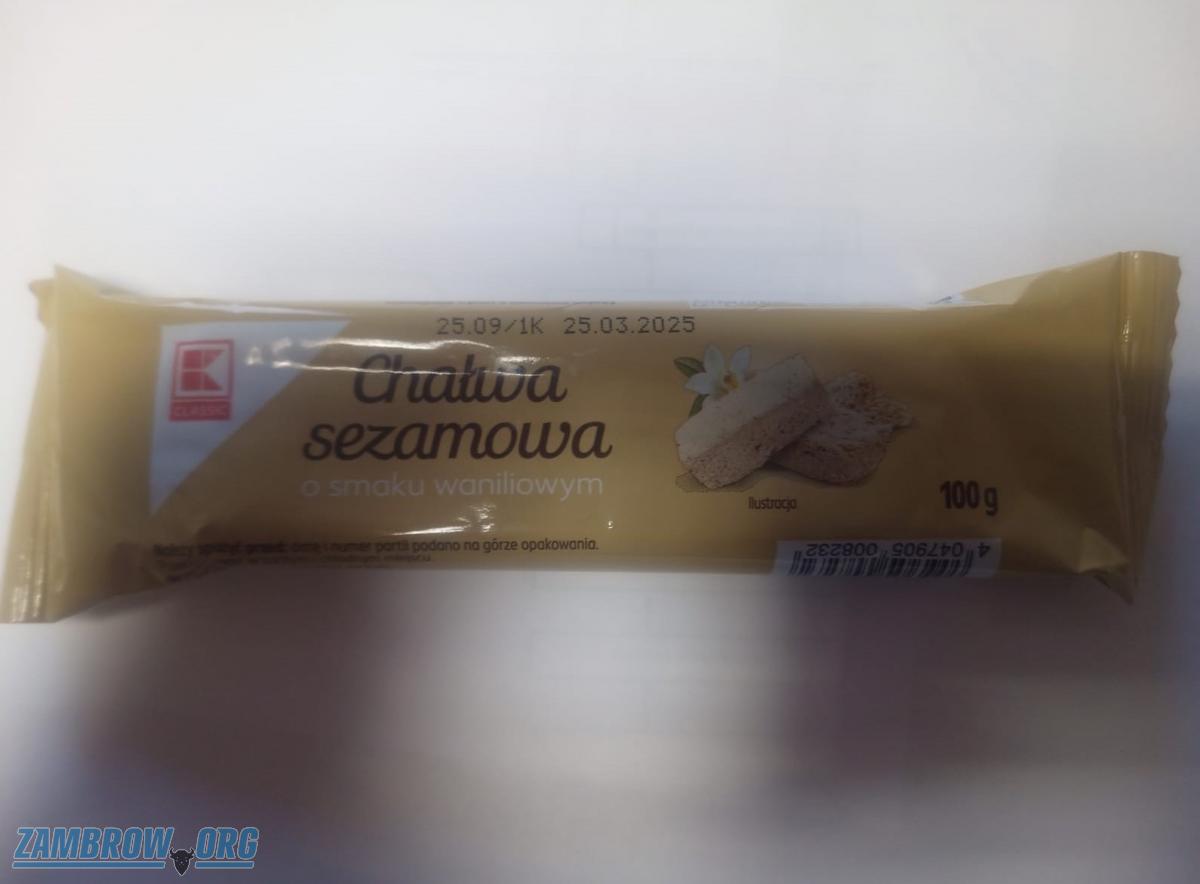 25.09/1K 25.03.2025
K
CLASSIC
Chałwa
sezamowa
o smaku waniliowym
Ilustracja
100 g
Należy spożyć przed: data i numer partii podano na górze opakowania.
4 047905 008232
ZAMBROW.ORG